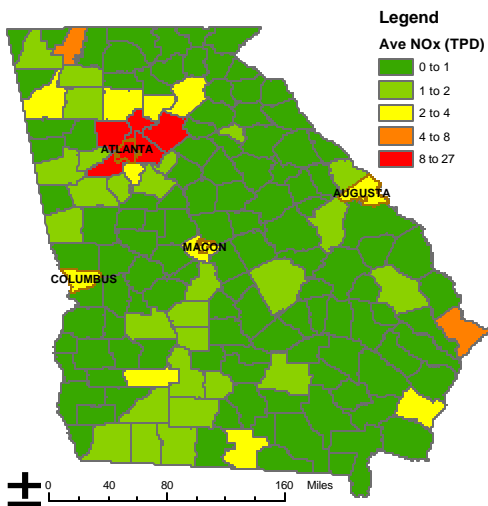 Legend
Ave NOx (TPD)
0 to 1
1 to 2
2 to 4
4 to 8
8 to 27
ATLANTA
AUGUSTA
MACON
COLUMBUS
0 40 80 160 Miles